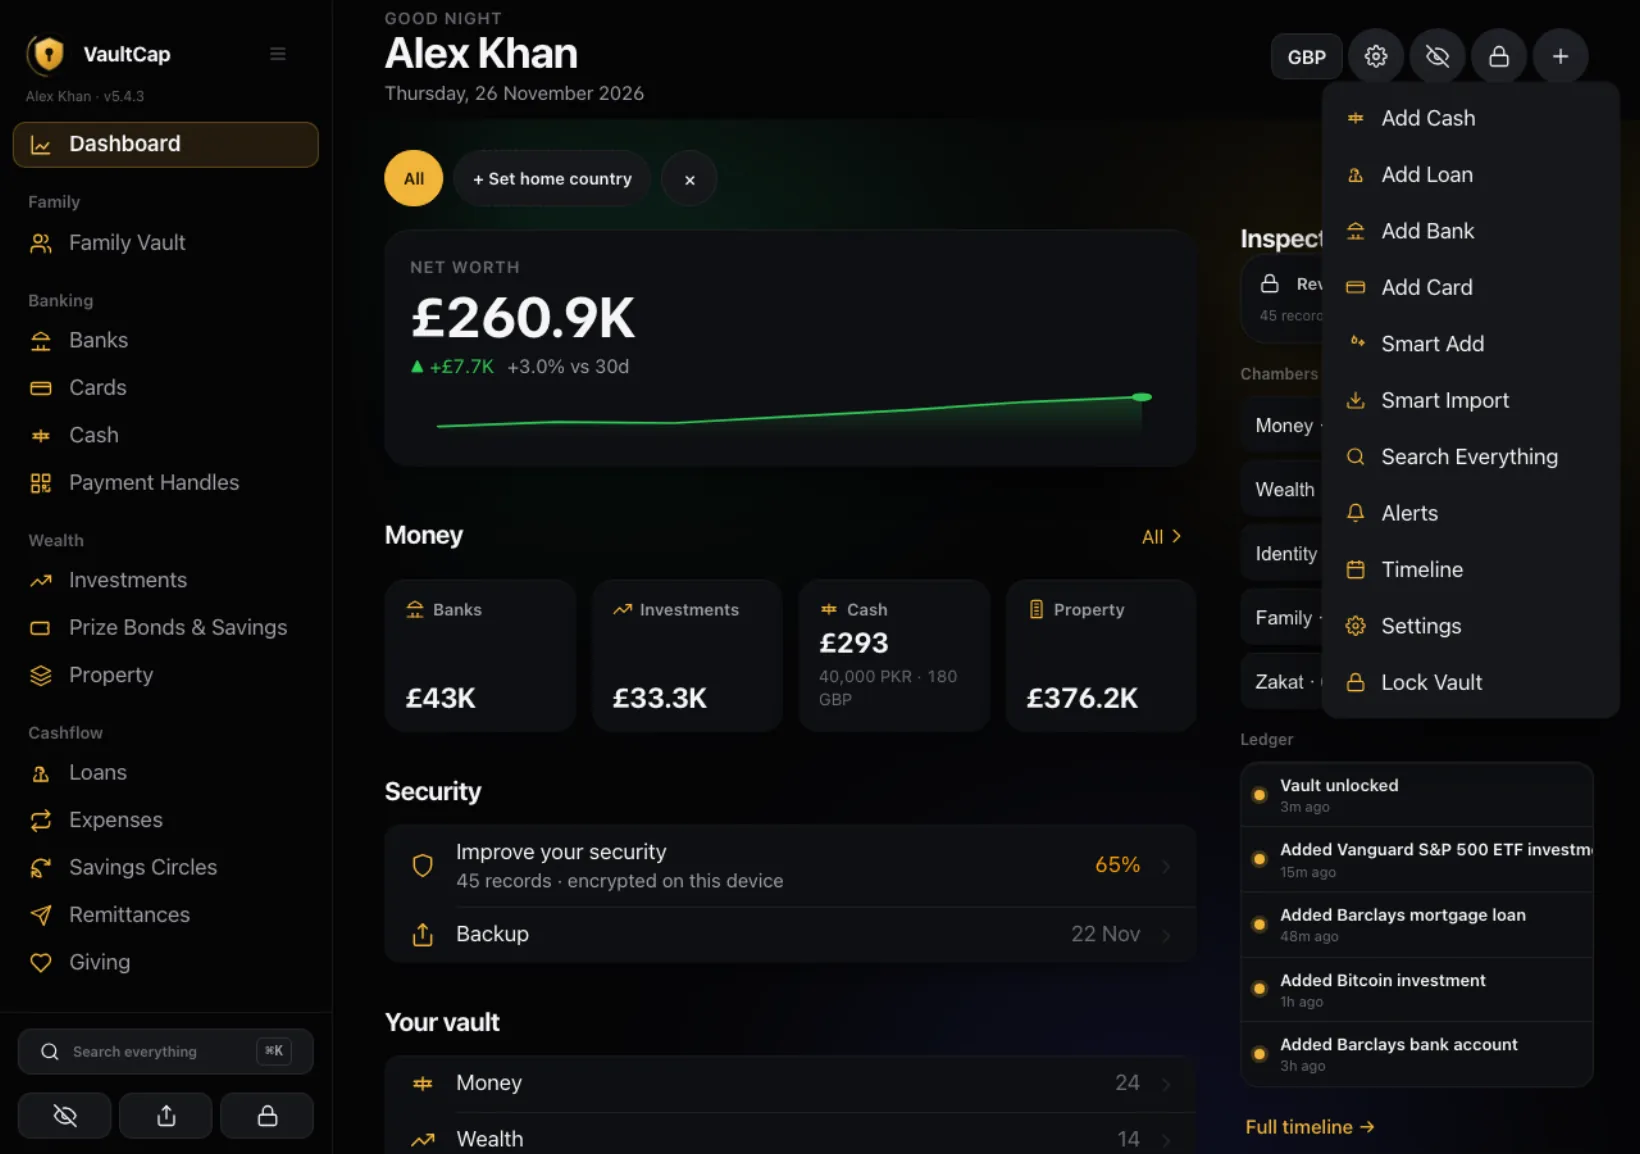 VaultCap
Alex Khan · v5.4.3
Dashboard
Family
Family Vault
Banking
Banks
Cards
Cash
Payment Handles
Wealth
Investments
Prize Bonds & Savings
Property
Cashflow
Loans
Expenses
Savings Circles
Remittances
Giving
Search everything
⌘K
GOOD NIGHT
Alex Khan
Thursday, 26 November 2026
GBP
All
+ Set home country
×
NET WORTH
£260.9K
▲ +£7.7K +3.0% vs 30d
Money
All >
Banks
£43K
Investments
£33.3K
Cash
£293
40,000 PKR · 180
GBP
Property
£376.2K
Security
Improve your security
45 records · encrypted on this device
65%
Backup
22 Nov
Your vault
Money
24
Wealth
14
Add Cash
Add Loan
Add Bank
Add Card
Smart Add
Smart Import
Search Everything
Alerts
Timeline
Settings
Lock Vault
Inspect
Rev
45 record
Chambers
Money ·
Wealth
Identity
Family ·
Zakat ·
Ledger
Vault unlocked
3m ago
Added Vanguard S&P 500 ETF investm
15m ago
Added Barclays mortgage loan
48m ago
Added Bitcoin investment
1h ago
Added Barclays bank account
3h ago
Full timeline →